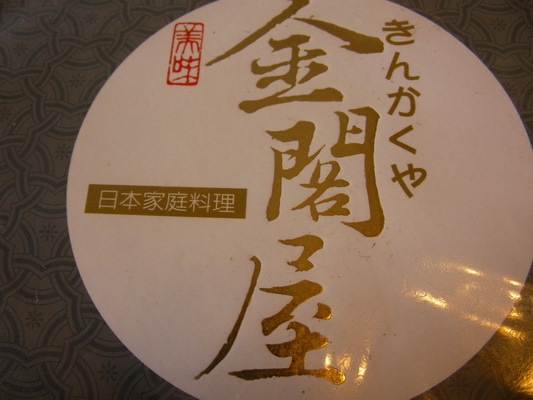 きんかくや
金閣屋
美味
日本家庭料理